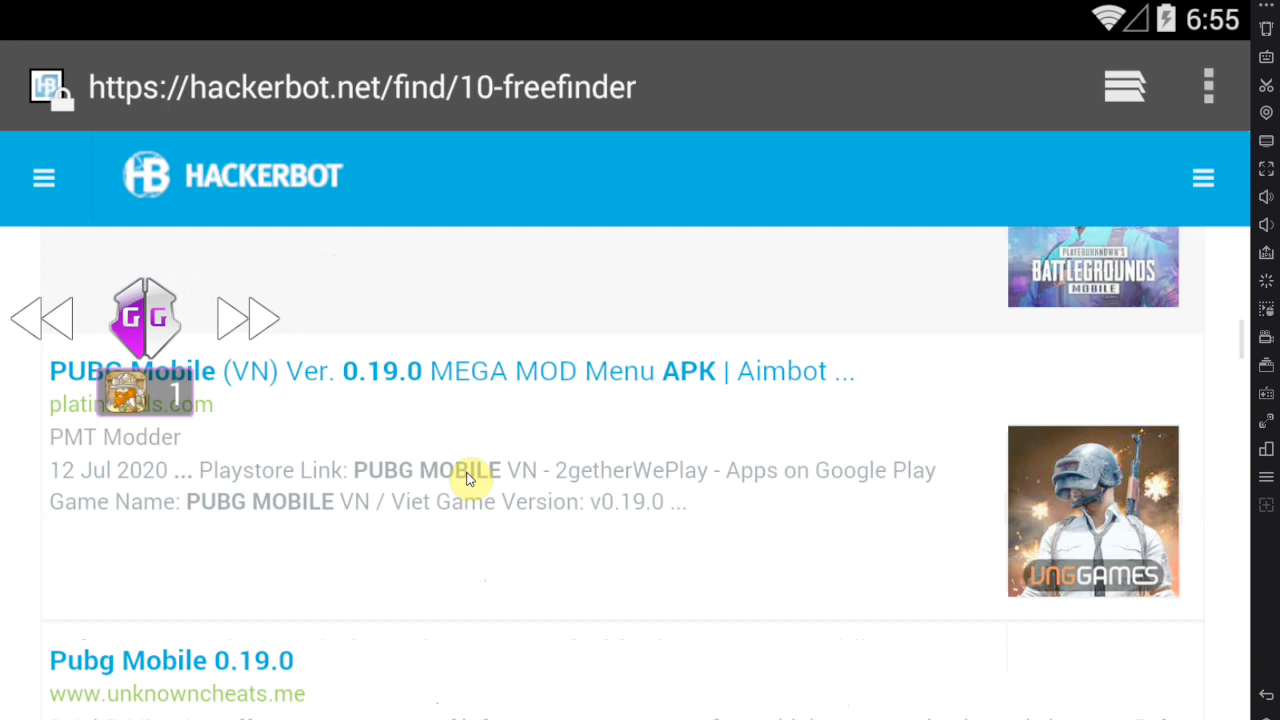 6:55
https://hackerbot.net/find/10-freefinder
HB HACKERBOT
PLAYERUNKNOWN'S
BATTLEGROUNDS
MOBILE
G G
PUBG Mobile (VN) Ver. 0.19.0 MEGA MOD Menu APK | Aimbot ...
1
PMT Modder
12 Jul 2020 ... Playstore Link: PUBG MOBILE VN - 2getherWePlay - Apps on Google Play
Game Name: PUBG MOBILE VN / Viet Game Version: v0.19.0 ...
VNGGAMES
Pubg Mobile 0.19.0
www.unknowncheats.me